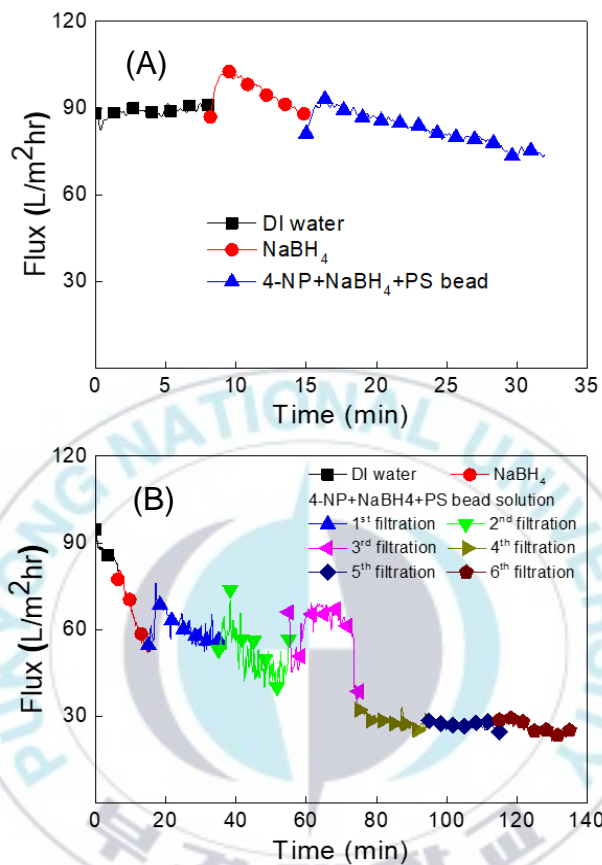 (A)
120
90
60
30
Flux (L/m²hr)
DI water
NaBH₄
4-NP+NaBH₄+PS bead
0 5 10 15 20 25 30 35
Time (min)
PUKYONG NATIONAL UNIVERSITY
(B)
120
90
60
30
Flux (L/m²hr)
DI water NaBH₄
4-NP+NaBH4+PS bead solution
1ˢᵗ filtration 2ⁿᵈ filtration
3ʳᵈ filtration 4ᵗʰ filtration
5ᵗʰ filtration 6ᵗʰ filtration
0 20 40 60 80 100 120 140
Time (min)